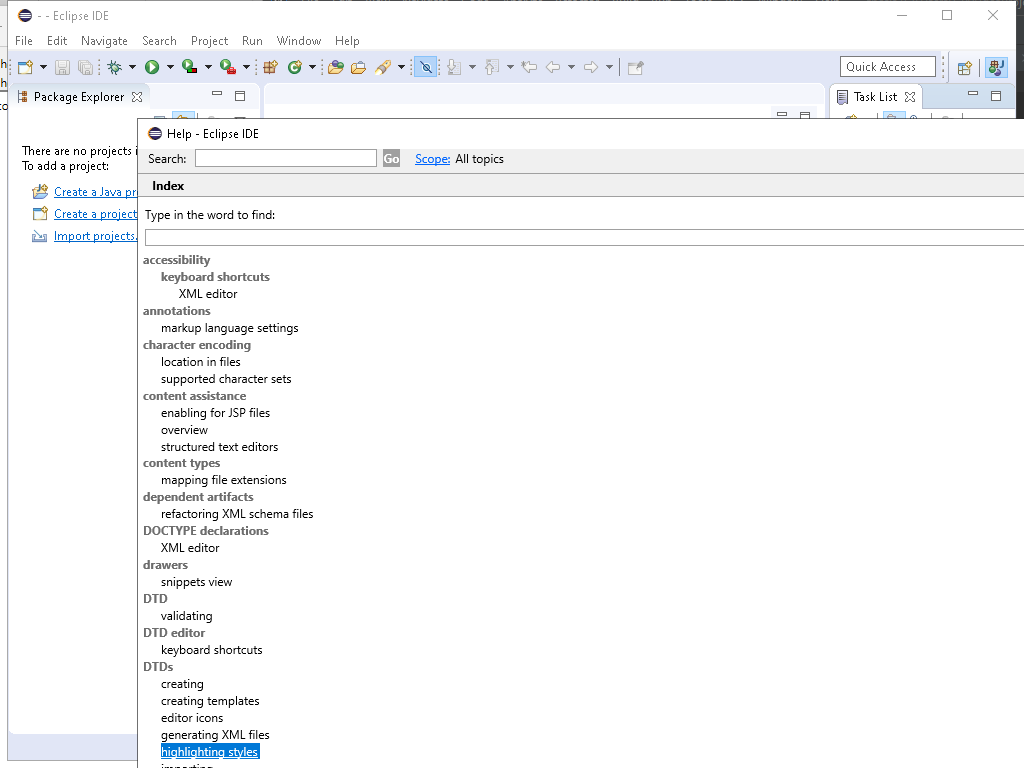 - - Eclipse IDE
File Edit Navigate Search Project Run Window Help
Quick Access
Package Explorer
Task List
There are no projects i
To add a project:
Create a Java pr
Create a project
Import projects.
Help - Eclipse IDE
Search: Go Scope: All topics
Index
Type in the word to find:
accessibility
keyboard shortcuts
XML editor
annotations
markup language settings
character encoding
location in files
supported character sets
content assistance
enabling for JSP files
overview
structured text editors
content types
mapping file extensions
dependent artifacts
refactoring XML schema files
DOCTYPE declarations
XML editor
drawers
snippets view
DTD
validating
DTD editor
keyboard shortcuts
DTDs
creating
creating templates
editor icons
generating XML files
highlighting styles
importing